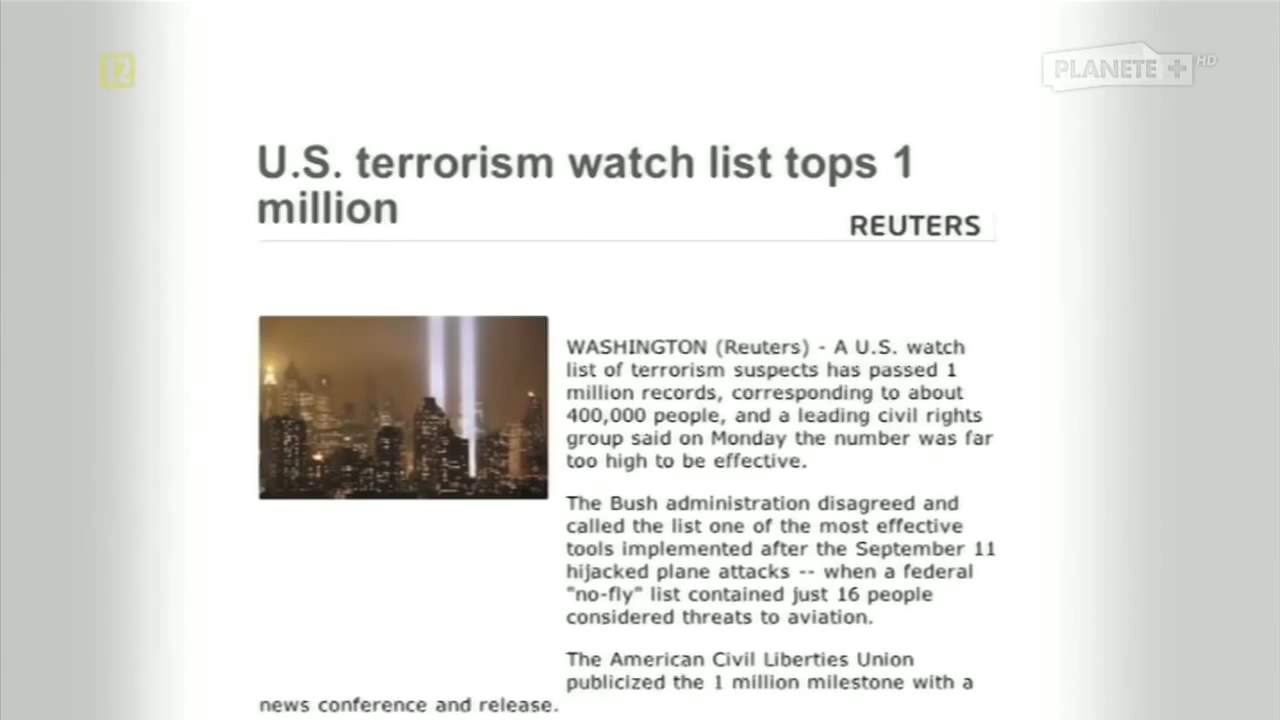 12
PLANETE + HD
U.S. terrorism watch list tops 1
million
REUTERS
WASHINGTON (Reuters) - A U.S. watch
list of terrorism suspects has passed 1
million records, corresponding to about
400,000 people, and a leading civil rights
group said on Monday the number was far
too high to be effective.
The Bush administration disagreed and
called the list one of the most effective
tools implemented after the September 11
hijacked plane attacks -- when a federal
"no-fly" list contained just 16 people
considered threats to aviation.
The American Civil Liberties Union
publicized the 1 million milestone with a
news conference and release.